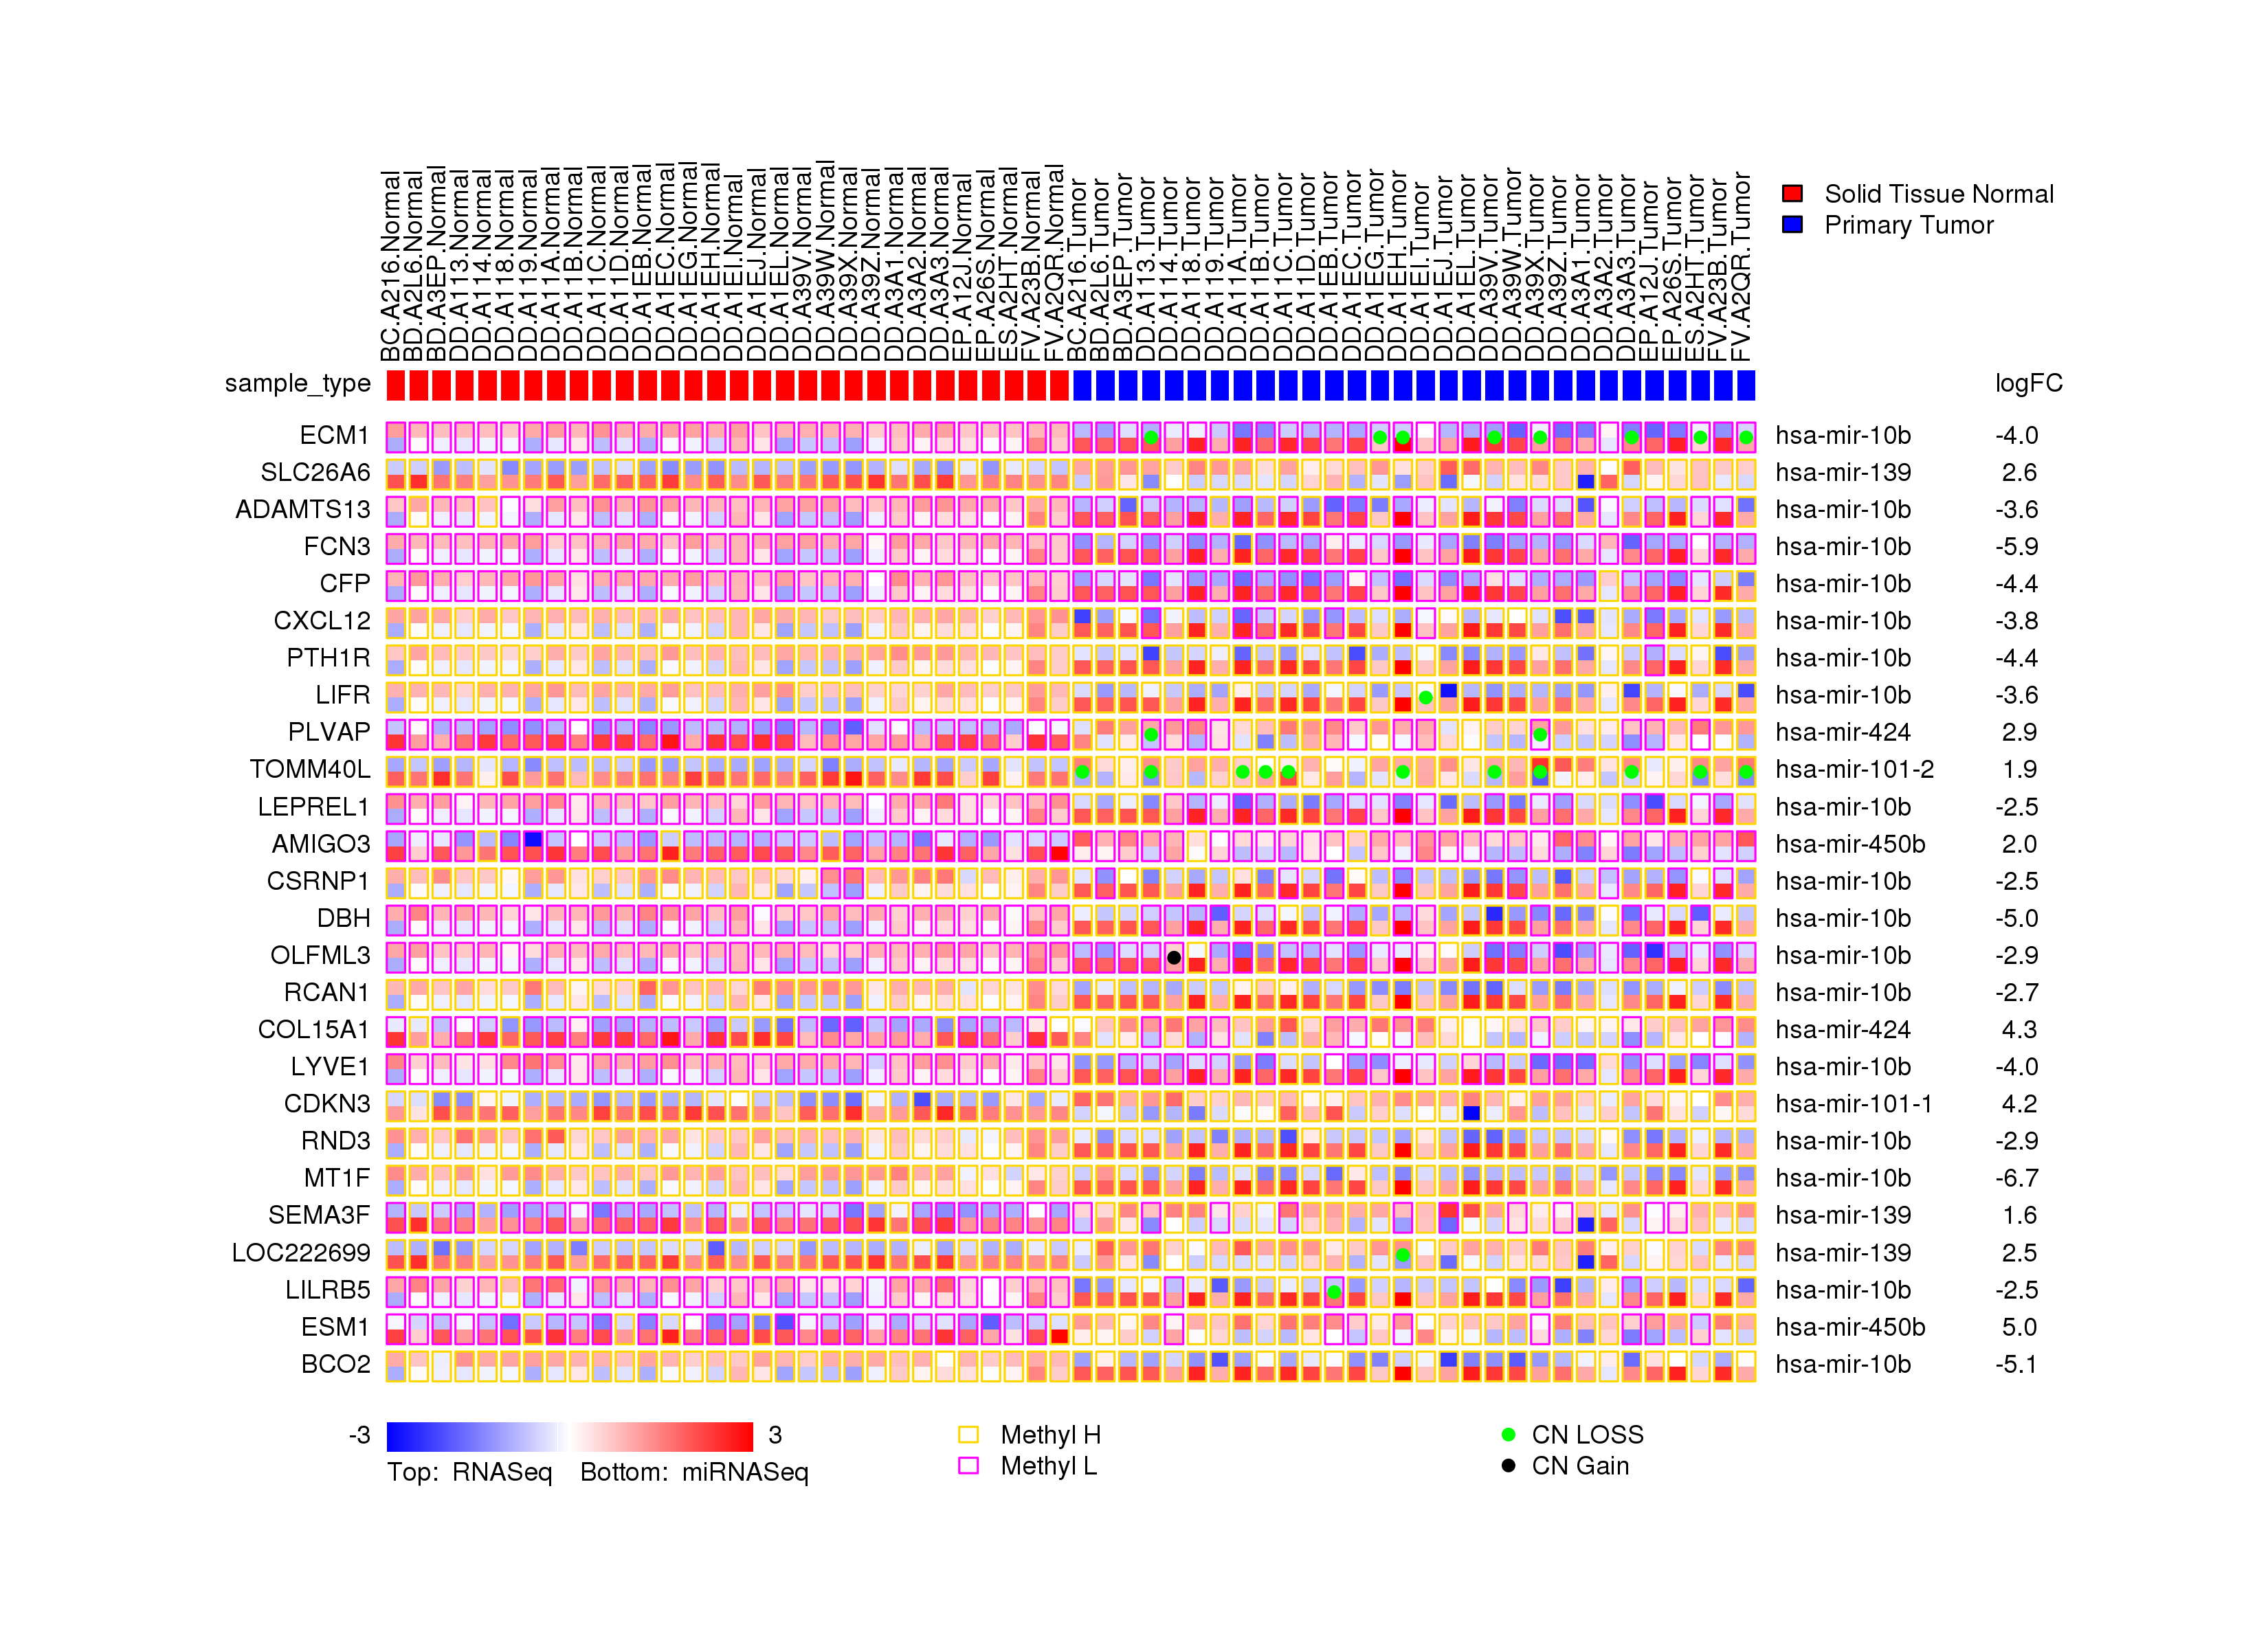 BC.A216.Normal
BD.A2L6.Normal
BD.A3EP.Normal
DD.A113.Normal
DD.A114.Normal
DD.A118.Normal
DD.A119.Normal
DD.A11A.Normal
DD.A11B.Normal
DD.A11C.Normal
DD.A11D.Normal
DD.A1EB.Normal
DD.A1EC.Normal
DD.A1EG.Normal
DD.A1EH.Normal
DD.A1EI.Normal
DD.A1EJ.Normal
DD.A1EL.Normal
DD.A39V.Normal
DD.A39W.Normal
DD.A39X.Normal
DD.A39Z.Normal
DD.A3A1.Normal
DD.A3A2.Normal
DD.A3A3.Normal
EP.A12J.Normal
EP.A26S.Normal
ES.A2HT.Normal
FV.A23B.Normal
FV.A2QR.Normal
BC.A216.Tumor
BD.A2L6.Tumor
BD.A3EP.Tumor
DD.A113.Tumor
DD.A114.Tumor
DD.A118.Tumor
DD.A119.Tumor
DD.A11A.Tumor
DD.A11B.Tumor
DD.A11C.Tumor
DD.A11D.Tumor
DD.A1EB.Tumor
DD.A1EC.Tumor
DD.A1EG.Tumor
DD.A1EH.Tumor
DD.A1EI.Tumor
DD.A1EJ.Tumor
DD.A1EL.Tumor
DD.A39V.Tumor
DD.A39W.Tumor
DD.A39X.Tumor
DD.A39Z.Tumor
DD.A3A1.Tumor
DD.A3A2.Tumor
DD.A3A3.Tumor
EP.A12J.Tumor
EP.A26S.Tumor
ES.A2HT.Tumor
FV.A23B.Tumor
FV.A2QR.Tumor
Solid Tissue Normal
Primary Tumor
sample_type logFC
ECM1 hsa-mir-10b -4.0
SLC26A6 hsa-mir-139 2.6
ADAMTS13 hsa-mir-10b -3.6
FCN3 hsa-mir-10b -5.9
CFP hsa-mir-10b -4.4
CXCL12 hsa-mir-10b -3.8
PTH1R hsa-mir-10b -4.4
LIFR hsa-mir-10b -3.6
PLVAP hsa-mir-424 2.9
TOMM40L hsa-mir-101-2 1.9
LEPREL1 hsa-mir-10b -2.5
AMIGO3 hsa-mir-450b 2.0
CSRNP1 hsa-mir-10b -2.5
DBH hsa-mir-10b -5.0
OLFML3 hsa-mir-10b -2.9
RCAN1 hsa-mir-10b -2.7
COL15A1 hsa-mir-424 4.3
LYVE1 hsa-mir-10b -4.0
CDKN3 hsa-mir-101-1 4.2
RND3 hsa-mir-10b -2.9
MT1F hsa-mir-10b -6.7
SEMA3F hsa-mir-139 1.6
LOC222699 hsa-mir-139 2.5
LILRB5 hsa-mir-10b -2.5
ESM1 hsa-mir-450b 5.0
BCO2 hsa-mir-10b -5.1
-3 3 Methyl H CN LOSS
Top: RNASeq Bottom: miRNASeq Methyl L CN Gain